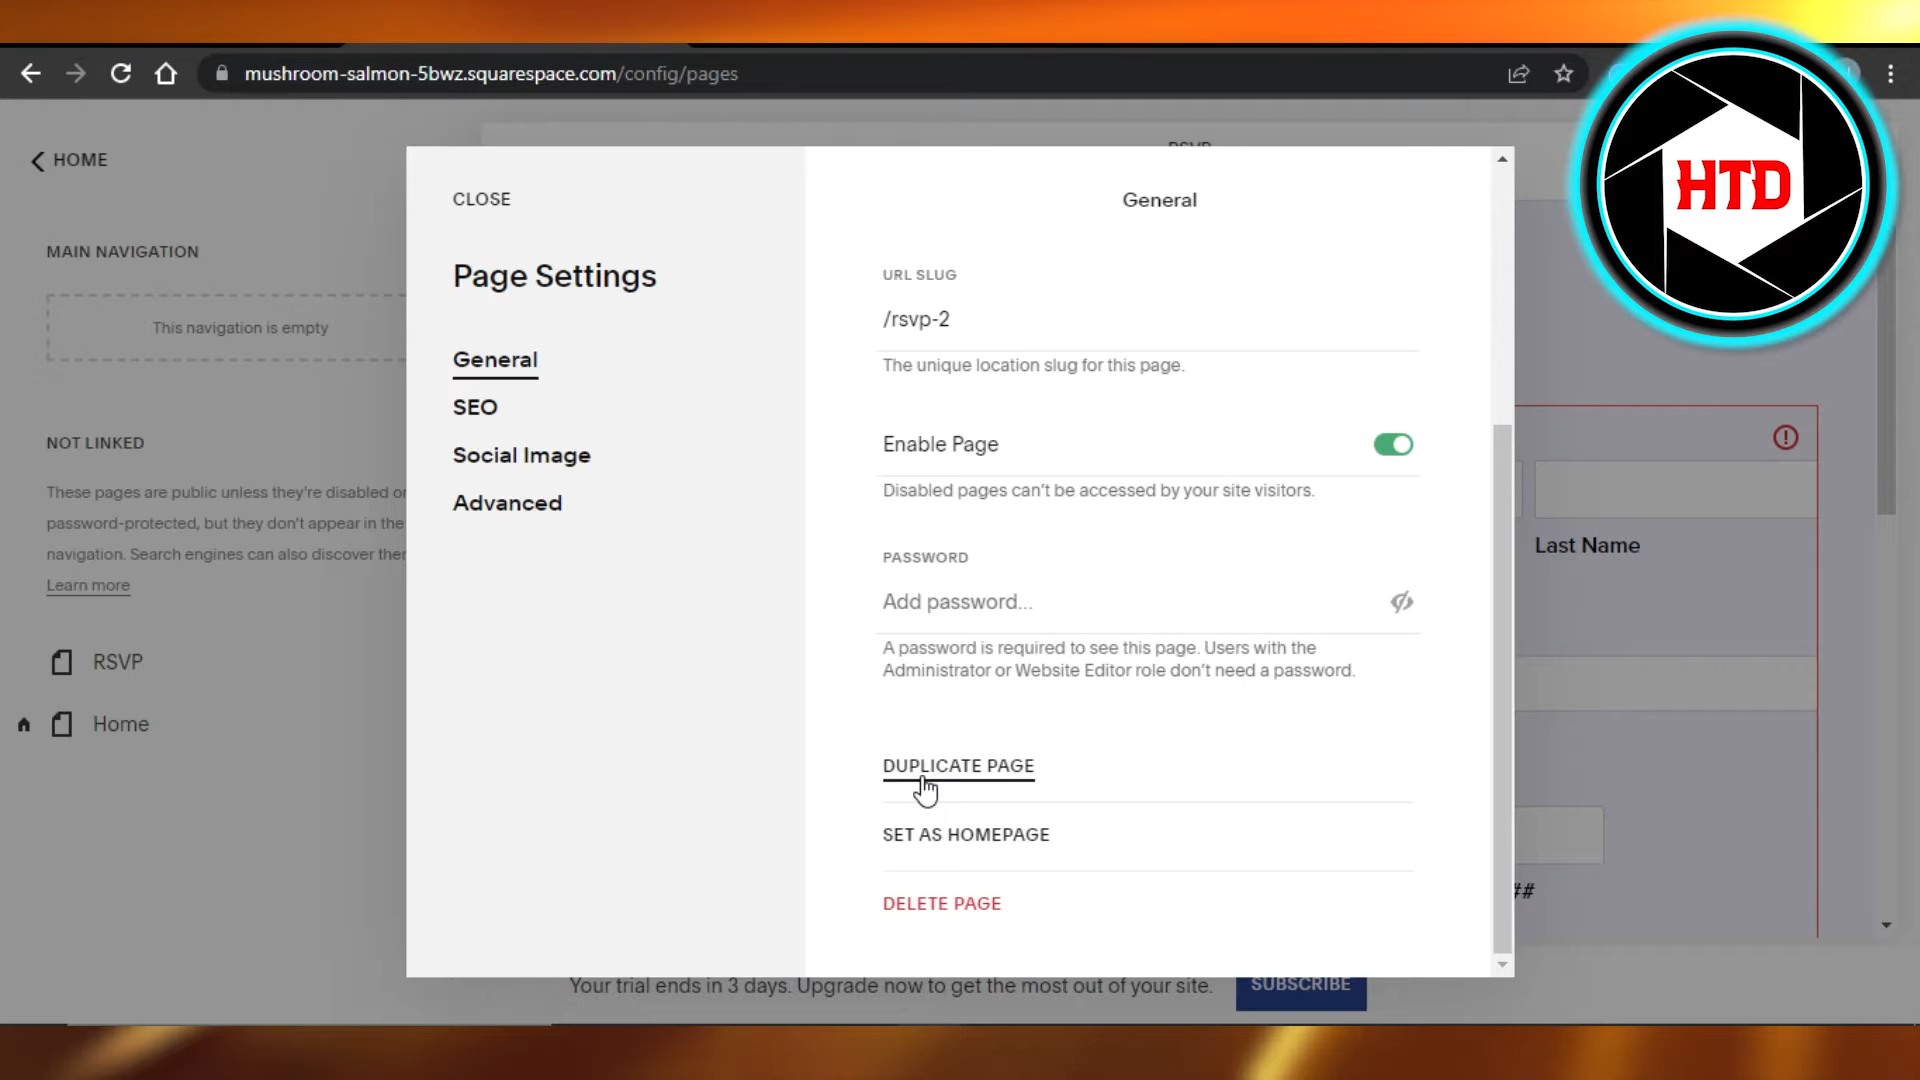 mushroom-salmon-5bwz.squarespace.com/config/pages
HTD
HOME
MAIN NAVIGATION
This navigation is empty
NOT LINKED
These pages are public unless they're disabled or
password-protected, but they don't appear in the
navigation. Search engines can also discover
Learn more
RSVP
Home
CLOSE
Page Settings
General
SEO
Social Image
Advanced
RSVP
General
URL SLUG
/rsvp-2
The unique location slug for this page.
Enable Page
Disabled pages can't be accessed by your site visitors.
PASSWORD
Add password...
A password is required to see this page. Users with the
Administrator or Website Editor role don't need a password.
DUPLICATE PAGE
SET AS HOMEPAGE
DELETE PAGE
Last Name
##
Your trial ends in 3 days. Upgrade now to get the most out of your site.
SUBSCRIBE